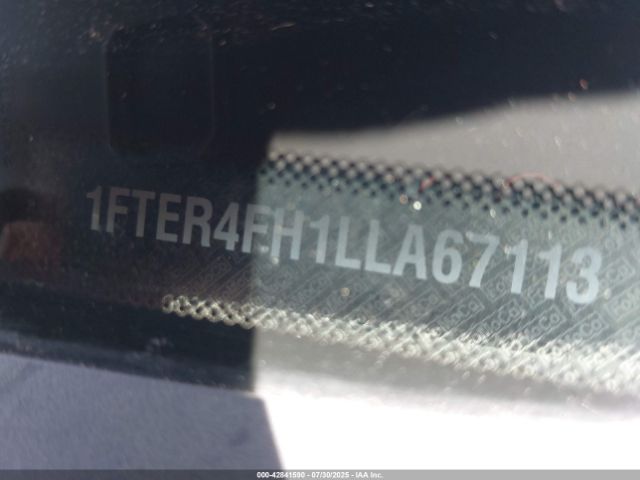 1FTER4FH1LLA67113
000-42841590 - 07/30/2025 - IAA Inc.